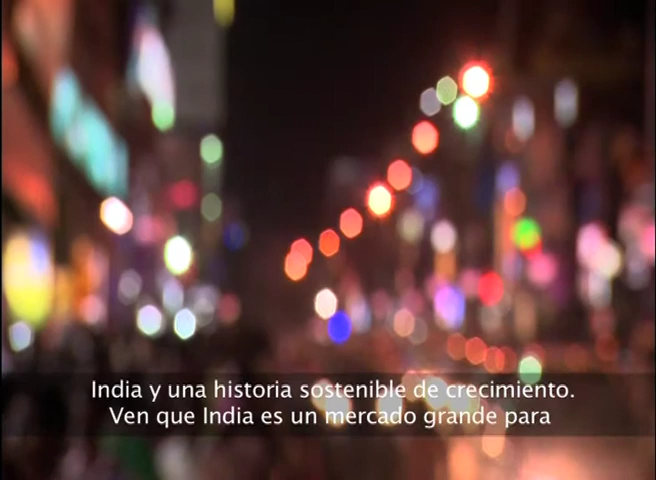 India y una historia sostenible de crecimiento.
Ven que India es un mercado grande para